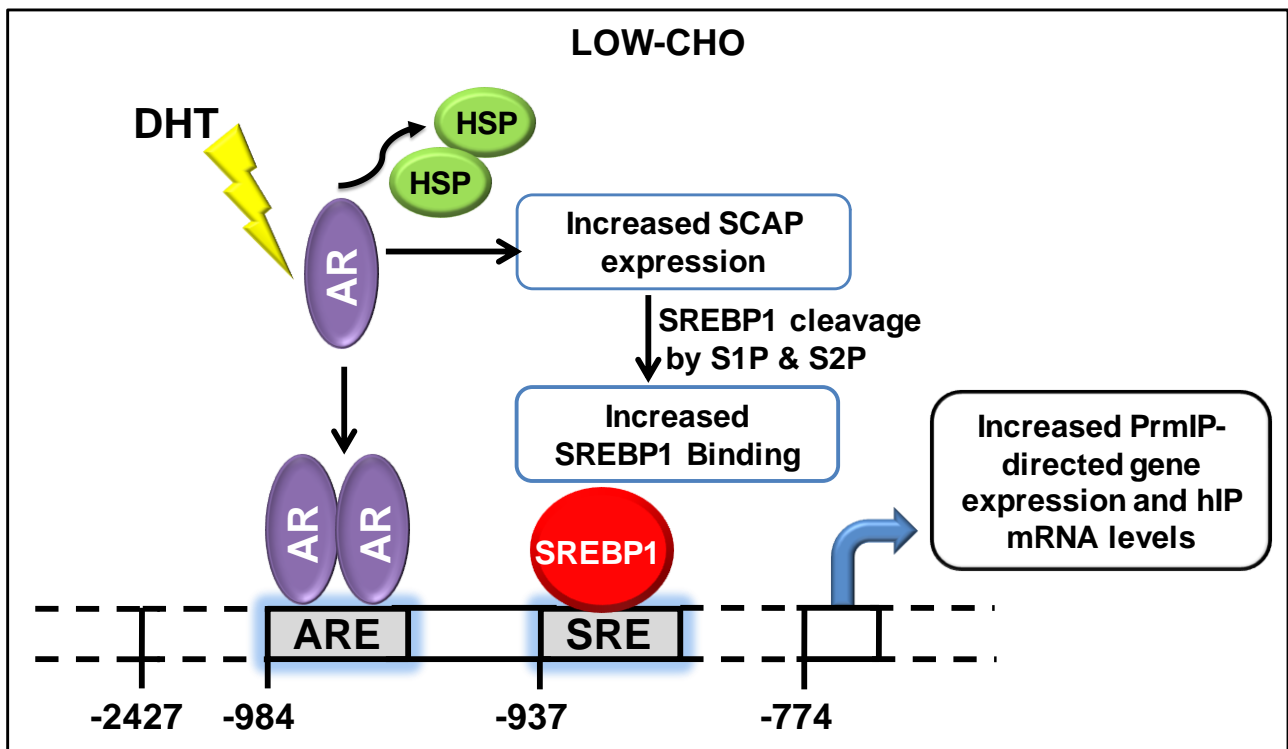 LOW-CHO
DHT
HSP
HSP
AR
Increased SCAP
expression
SREBP1 cleavage
by S1P & S2P
Increased
SREBP1 Binding
Increased PrmIP-
directed gene
expression and hIP
mRNA levels
AR
AR
SREBP1
ARE
SRE
-2427
-984
-937
-774